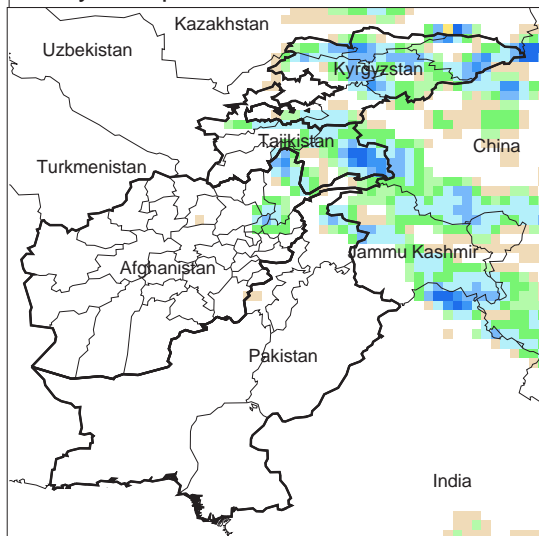 Kazakhstan
Uzbekistan
Kyrgyzstan
China
Tajikistan
Turkmenistan
Jammu Kashmir
Afghanistan
Pakistan
India